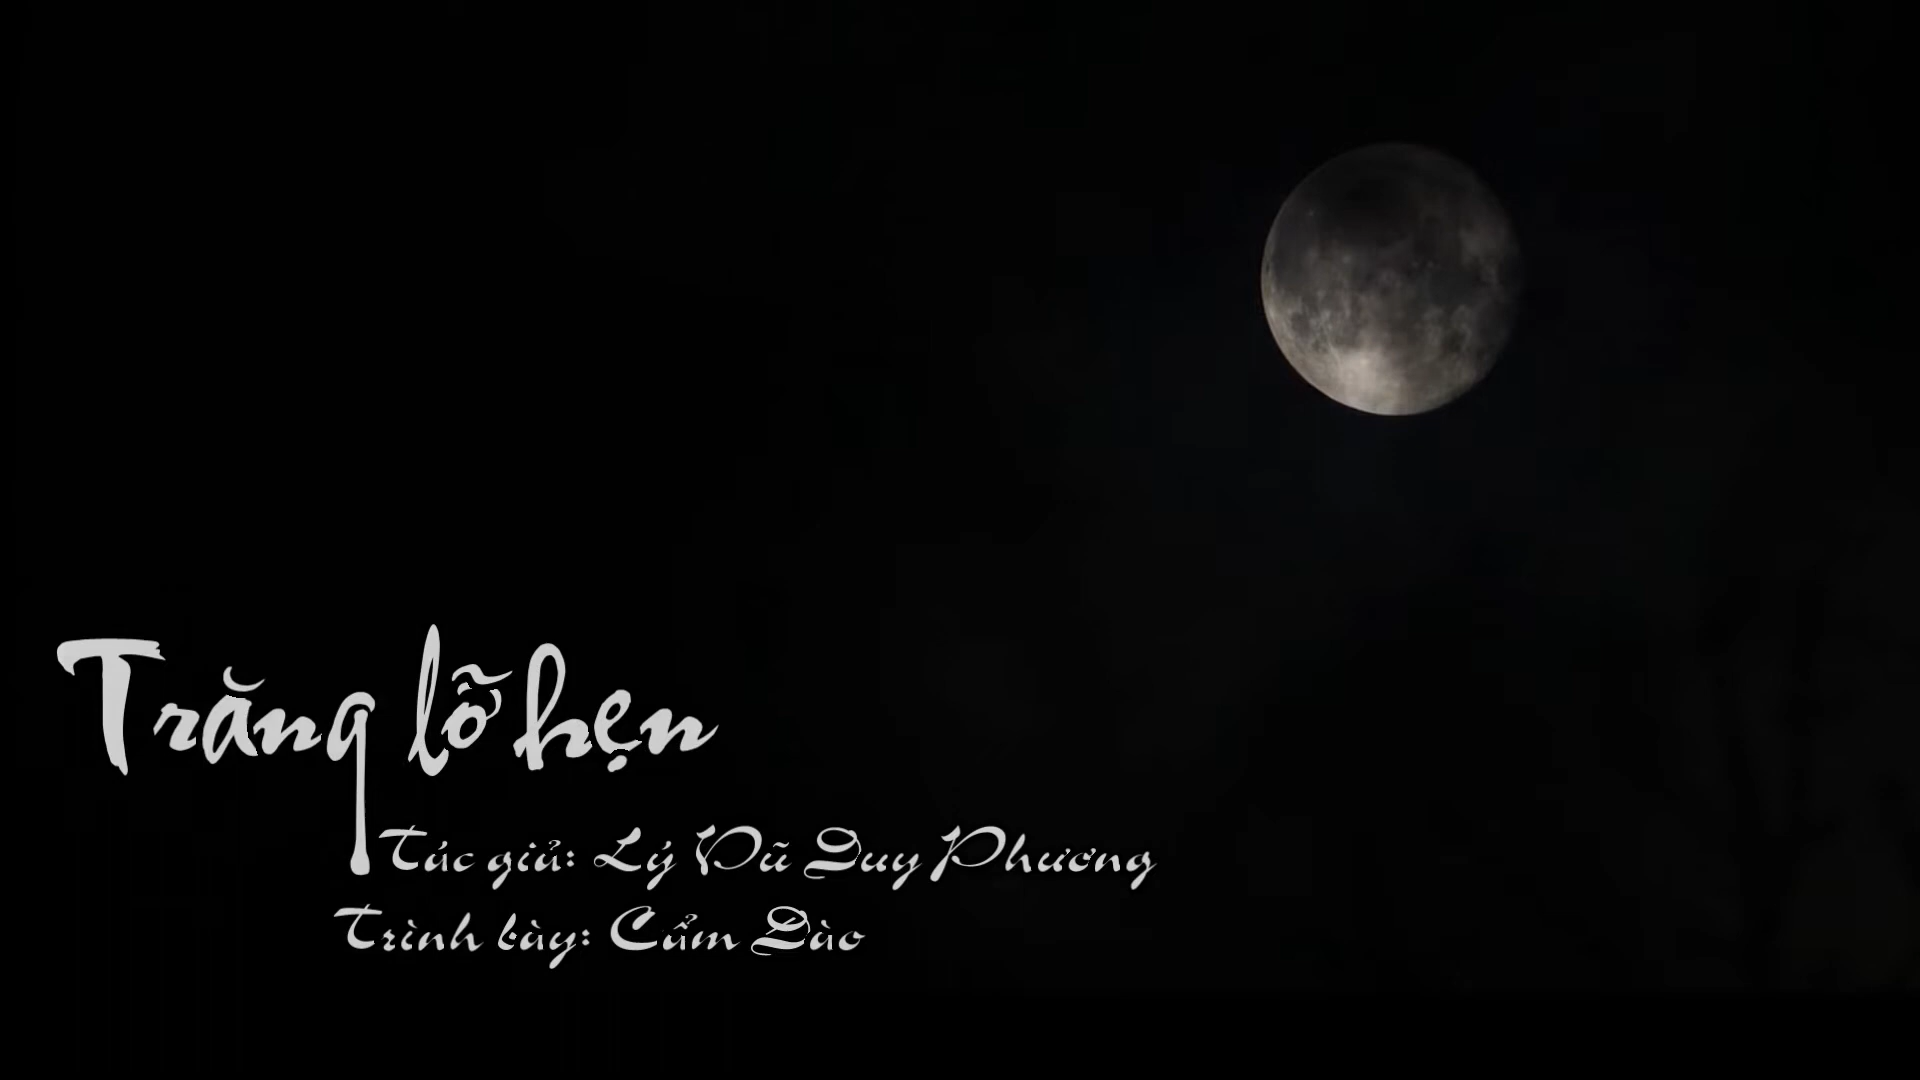 Trăng lỡ hẹn
Tác giả: Lý Vũ Duy Phương
Trình bày: Cẩm Đào